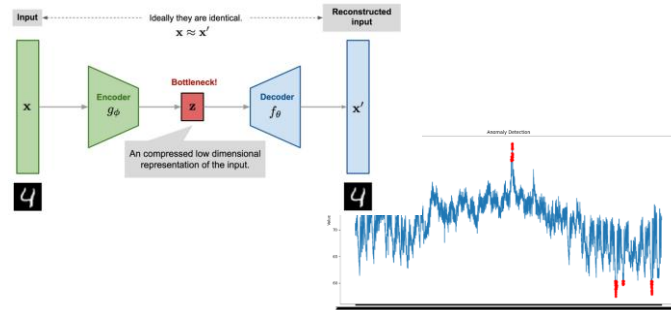 Input
Ideally they are identical.
x ≈ x′
Reconstructed
input
Bottleneck!
Encoder
gϕ
z
Decoder
fθ
x
x′
An compressed low dimensional
representation of the input.
4
4
Anomaly Detection
Value